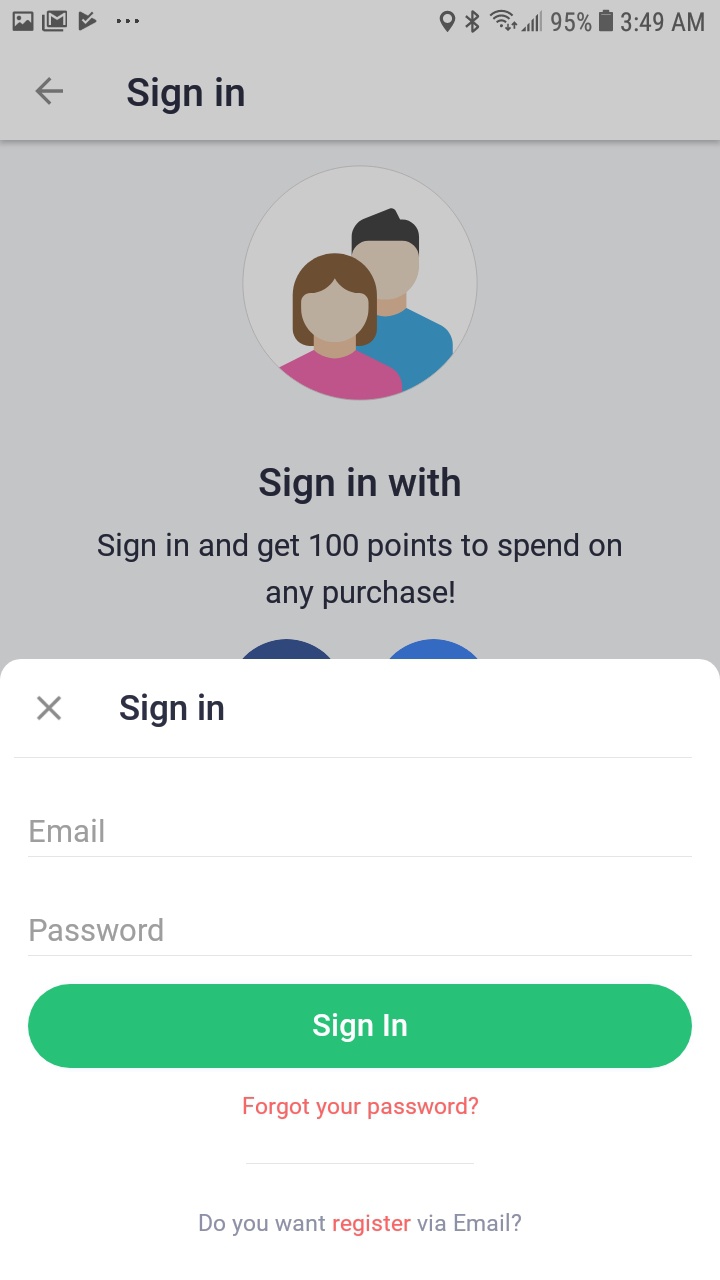 95% 3:49 AM
Sign in
Sign in with
Sign in and get 100 points to spend on
any purchase!
Sign in
Email
Password
Sign In
Forgot your password?
Do you want register via Email?